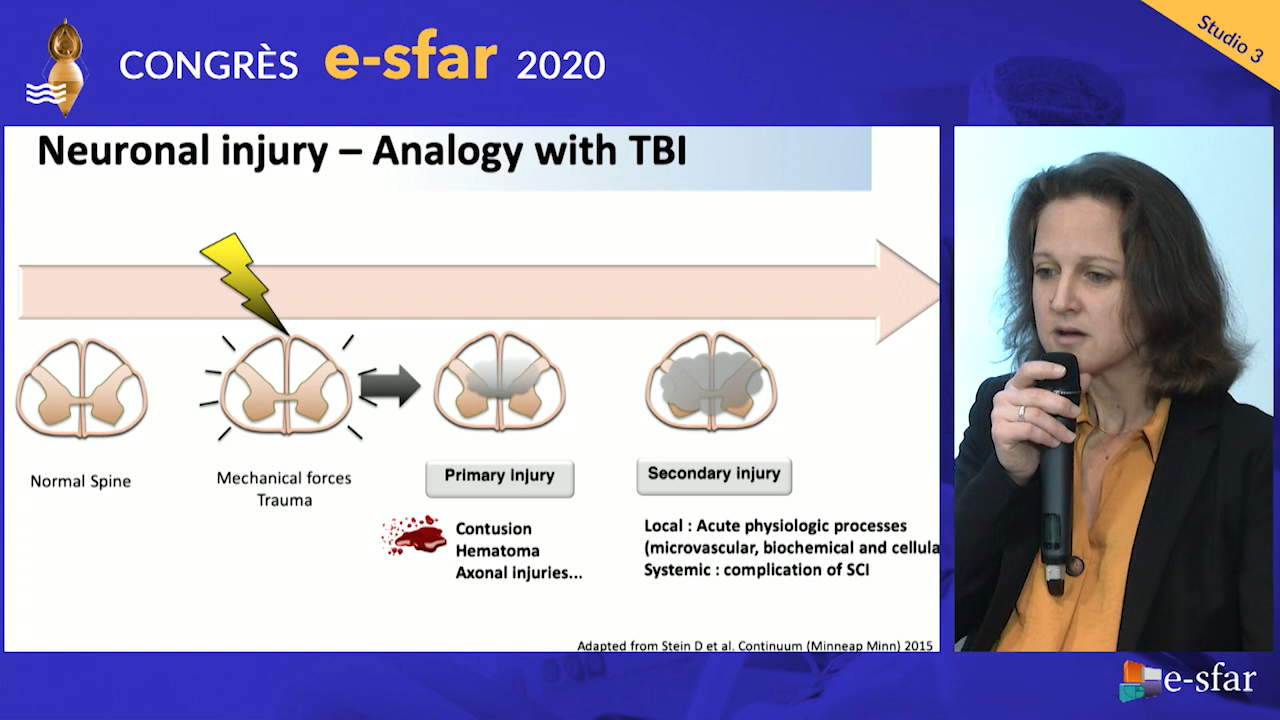 CONGRÈS e-sfar 2020
Studio 3
Neuronal injury – Analogy with TBI
Normal Spine
Mechanical forces
Trauma
Primary injury
Contusion
Hematoma
Axonal injuries...
Secondary injury
Local : Acute physiologic processes
(microvascular, biochemical and cellula
Systemic : complication of SCI
Adapted from Stein D et al. Continuum (Minneap Minn) 2015
e-sfar